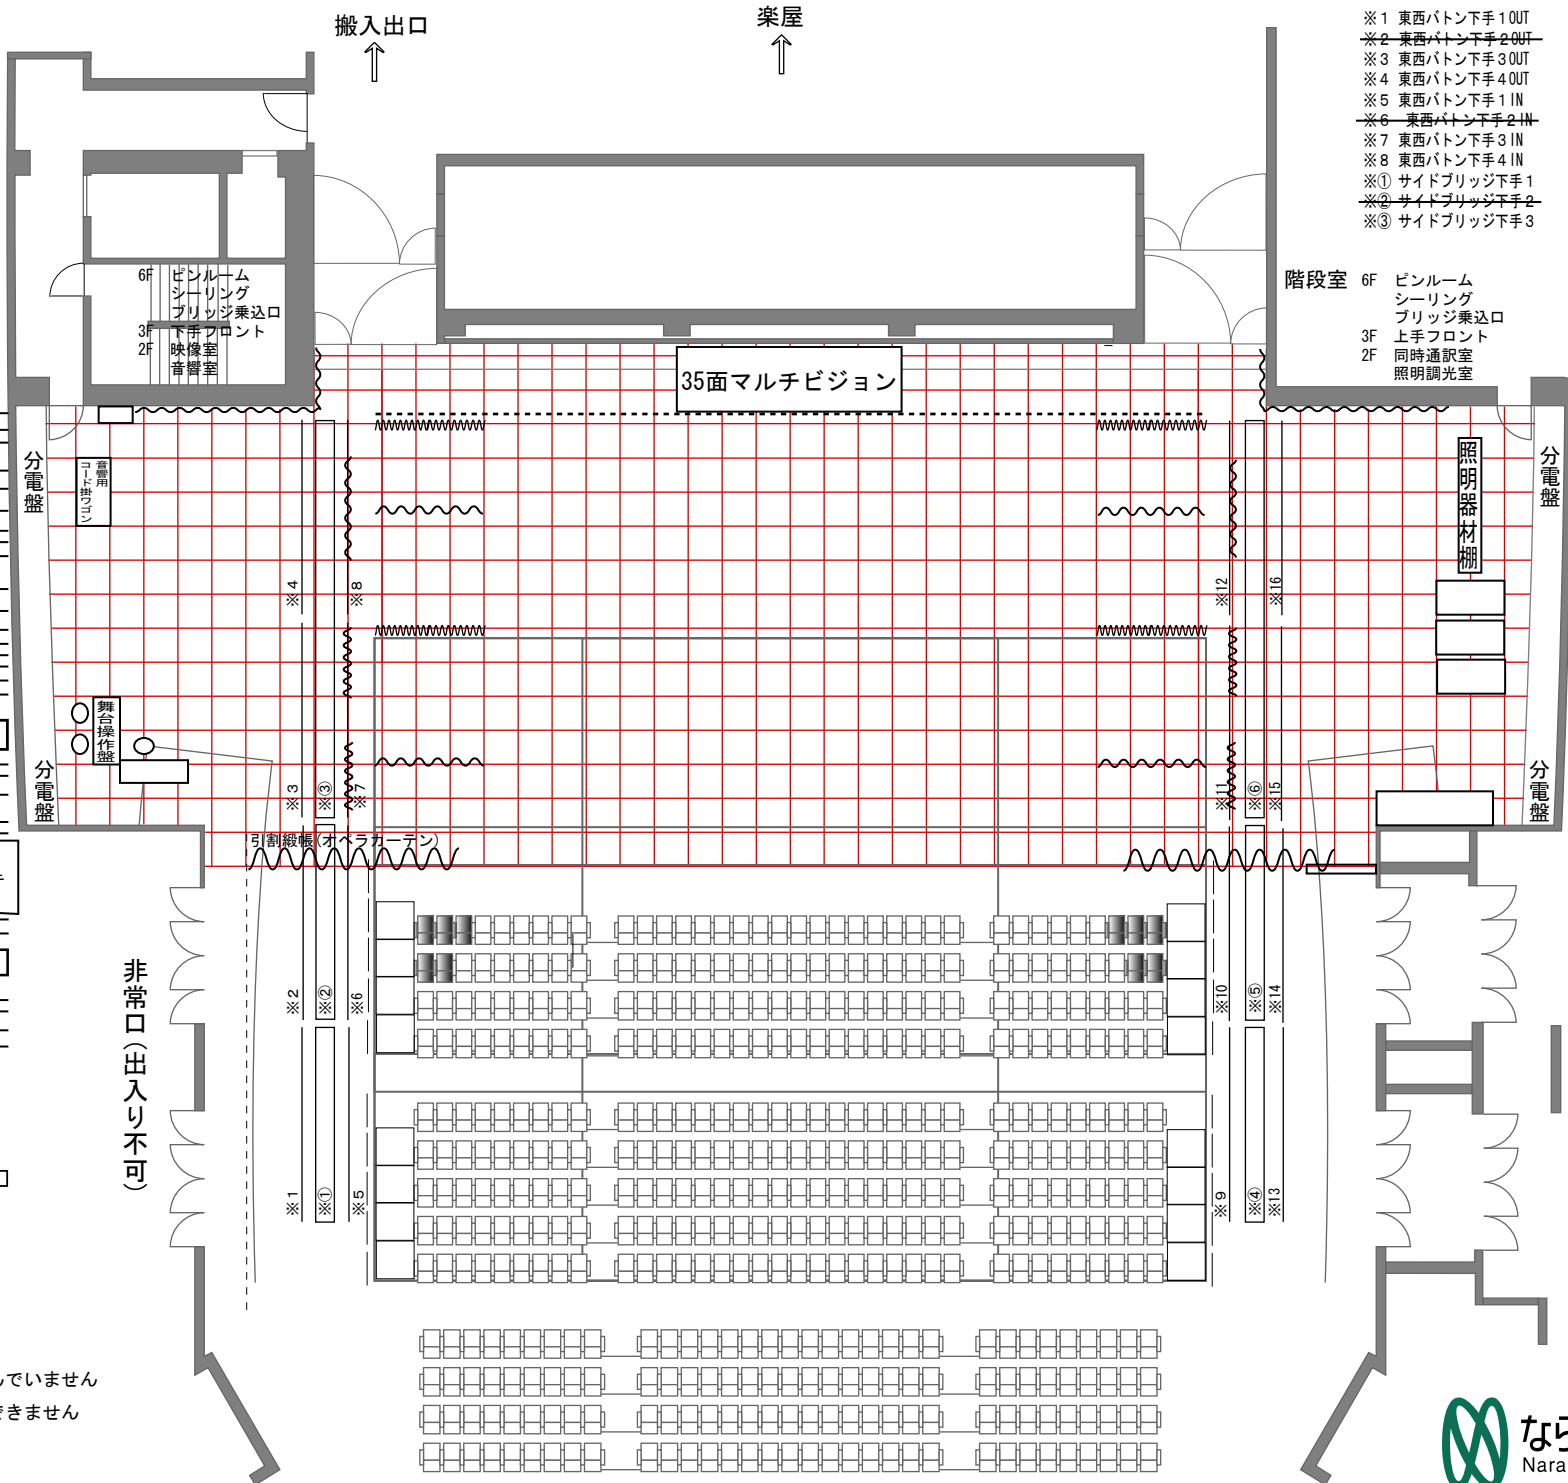 搬入出口
楽屋
※1 東西バトン下手1OUT
※2 東西バトン下手2OUT
※3 東西バトン下手3OUT
※4 東西バトン下手4OUT
※5 東西バトン下手1IN
※6 東西バトン下手2IN
※7 東西バトン下手3IN
※8 東西バトン下手4IN
※① サイドブリッジ下手1
※② サイドブリッジ下手2
※③ サイドブリッジ下手3
6F ピンルーム
シーリング
ブリッジ乗込口
3F 下手フロント
2F 映像室
音響室
階段室 6F ピンルーム
シーリング
ブリッジ乗込口
3F 上手フロント
2F 同時通訳室
照明調光室
35面マルチビジョン
分電盤
音響用
コード掛ワゴン
照明器材棚
分電盤
※4
※8
※12
※16
舞台操作盤
分電盤
※3
※③
※7
※11
※⑥
※15
分電盤
引割緞帳(オペラカーテン)
非常口(出入り不可)
※2
※②
※6
※10
※⑤
※14
※1
※①
※5
※9
※④
※13
でいません
できません
なら
Nara